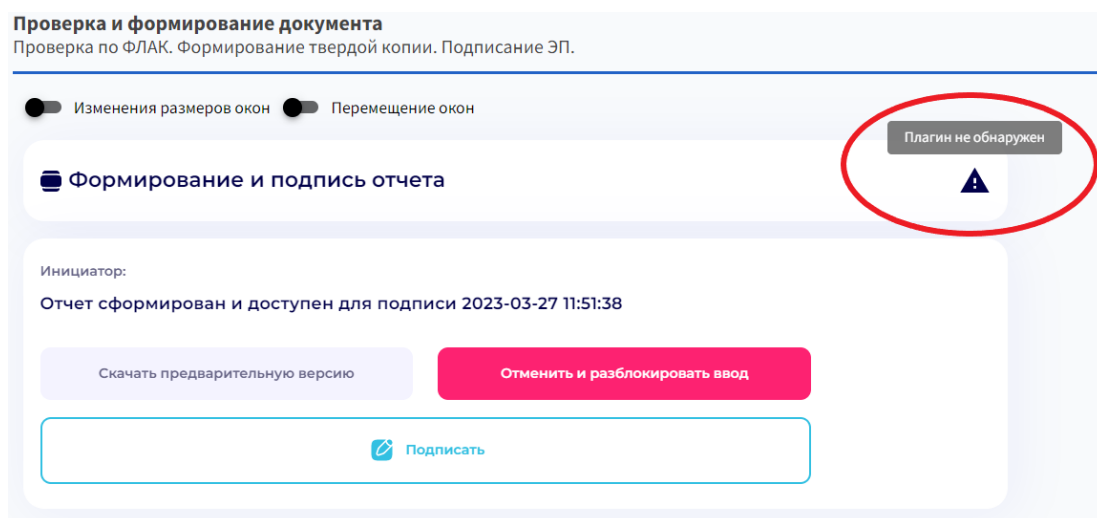 Проверка и формирование документа
Проверка по ФЛАК. Формирование твердой копии. Подписание ЭП.
Изменения размеров окон Перемещение окон
Плагин не обнаружен
Формирование и подпись отчета
Инициатор:
Отчет сформирован и доступен для подписи 2023-03-27 11:51:38
Скачать предварительную версию Отменить и разблокировать ввод
Подписать